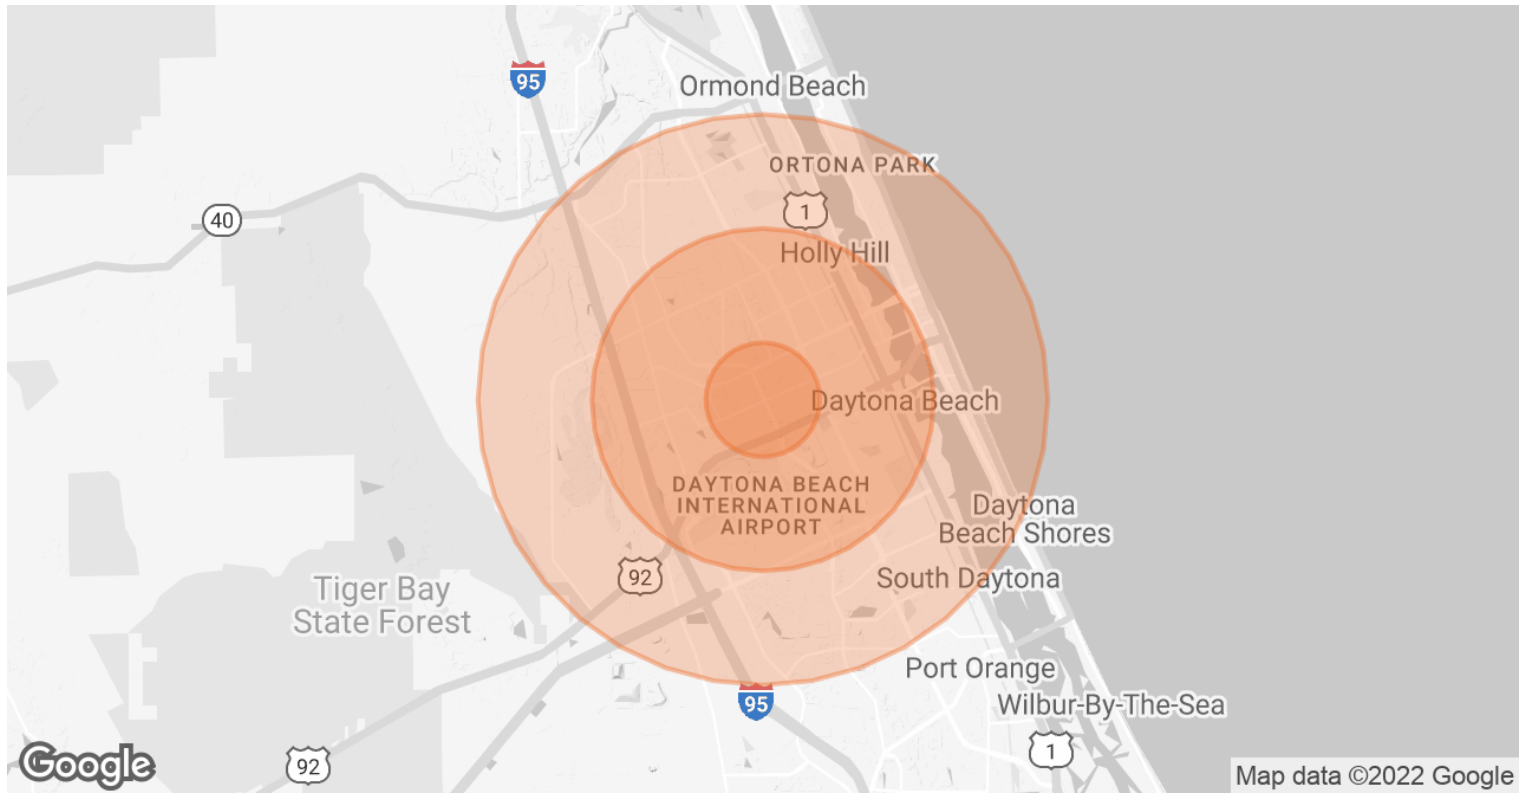 95
Ormond Beach
ORTONA PARK
40
1
Holly Hill
Daytona Beach
DAYTONA BEACH
INTERNATIONAL
AIRPORT
Daytona
Beach Shores
92
South Daytona
Tiger Bay
State Forest
Port Orange
95
Wilbur-By-The-Sea
1
92
Google
Map data ©2022 Google